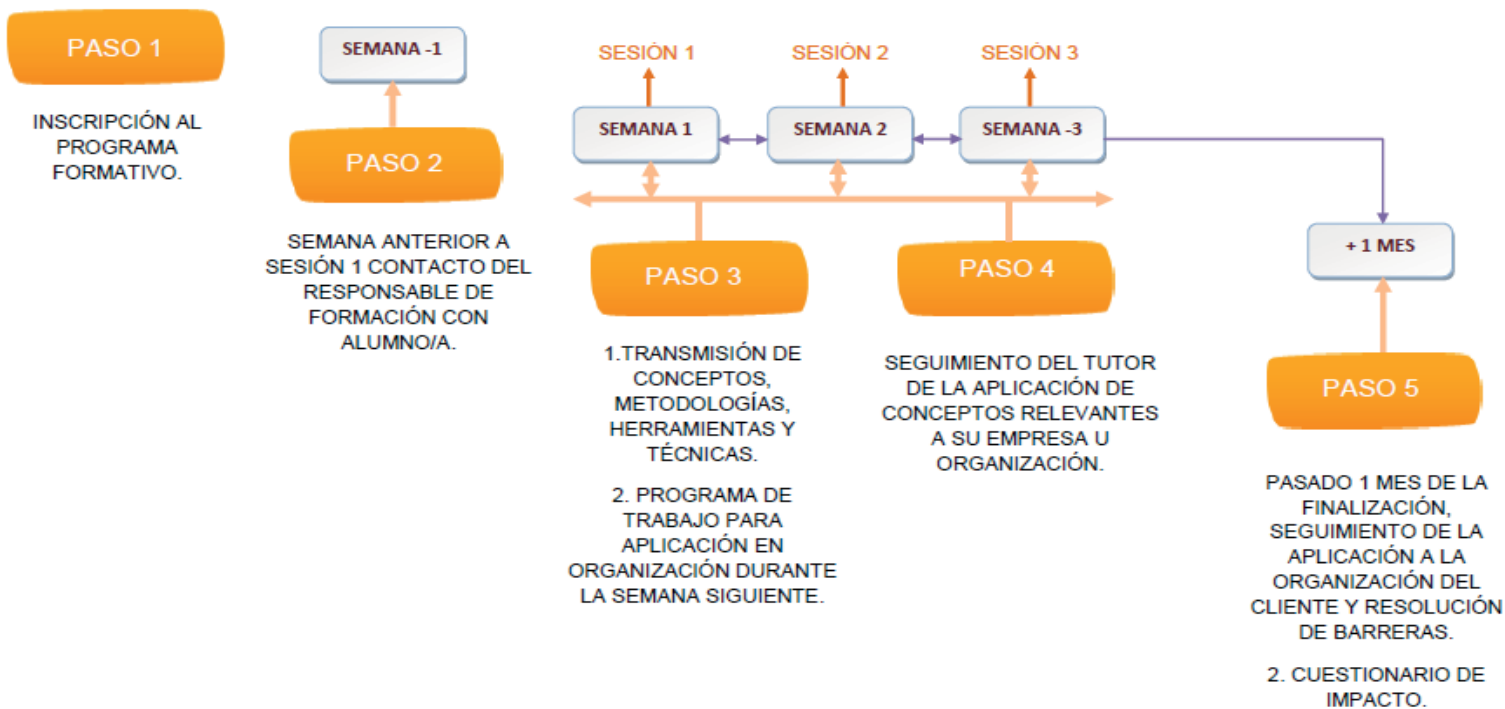 PASO 1
INSCRIPCIÓN AL
PROGRAMA
FORMATIVO.
SEMANA -1
PASO 2
SEMANA ANTERIOR A
SESIÓN 1 CONTACTO DEL
RESPONSABLE DE
FORMACIÓN CON
ALUMNO/A.
SESIÓN 1
SESIÓN 2
SESIÓN 3
SEMANA 1
SEMANA 2
SEMANA -3
PASO 3
1.TRANSMISIÓN DE
CONCEPTOS,
METODOLOGÍAS,
HERRAMIENTAS Y
TÉCNICAS.
2. PROGRAMA DE
TRABAJO PARA
APLICACIÓN EN
ORGANIZACIÓN DURANTE
LA SEMANA SIGUIENTE.
PASO 4
SEGUIMIENTO DEL TUTOR
DE LA APLICACIÓN DE
CONCEPTOS RELEVANTES
A SU EMPRESA U
ORGANIZACIÓN.
+ 1 MES
PASO 5
PASADO 1 MES DE LA
FINALIZACIÓN,
SEGUIMIENTO DE LA
APLICACIÓN A LA
ORGANIZACIÓN DEL
CLIENTE Y RESOLUCIÓN
DE BARRERAS.
2. CUESTIONARIO DE
IMPACTO.